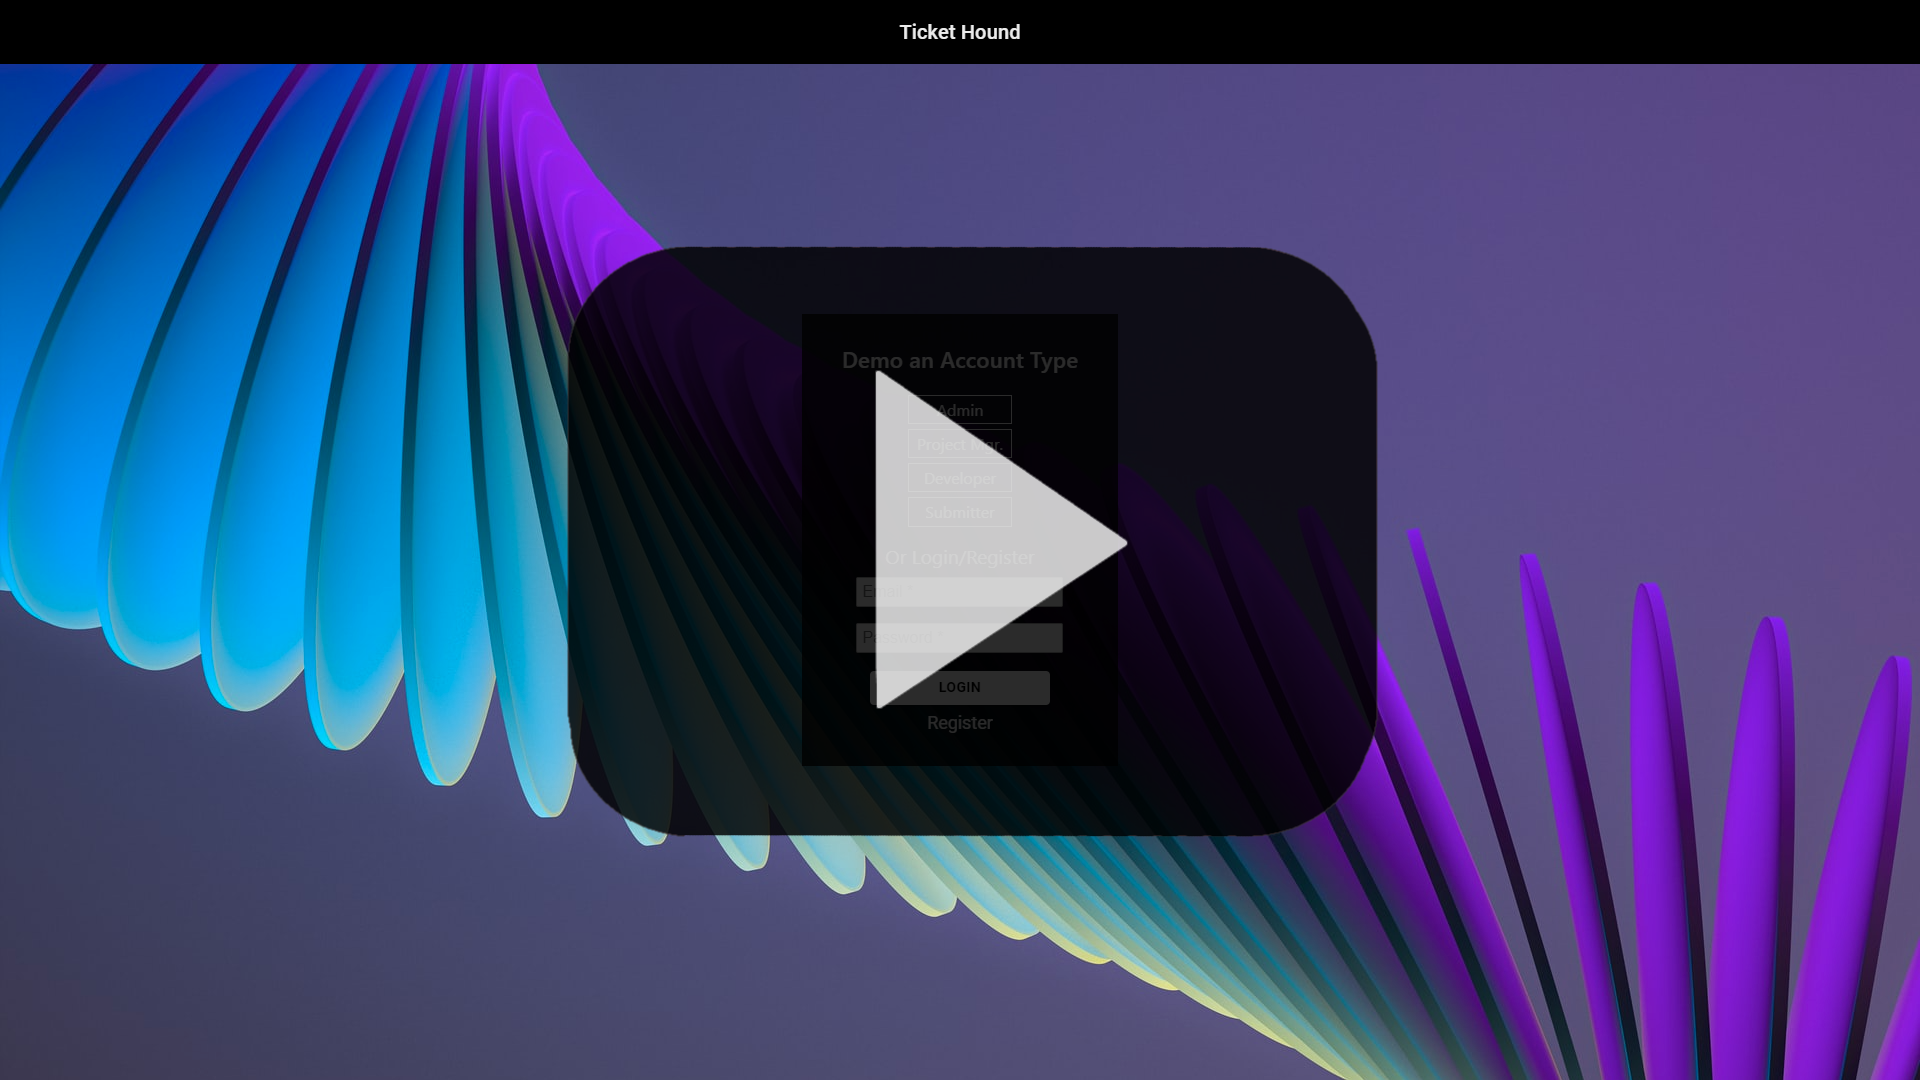 Ticket Hound
Demo an Account Type
Admin
Project Mgr.
Developer
Submitter
Or Login/Register
Email *
Password *
LOGIN
Register